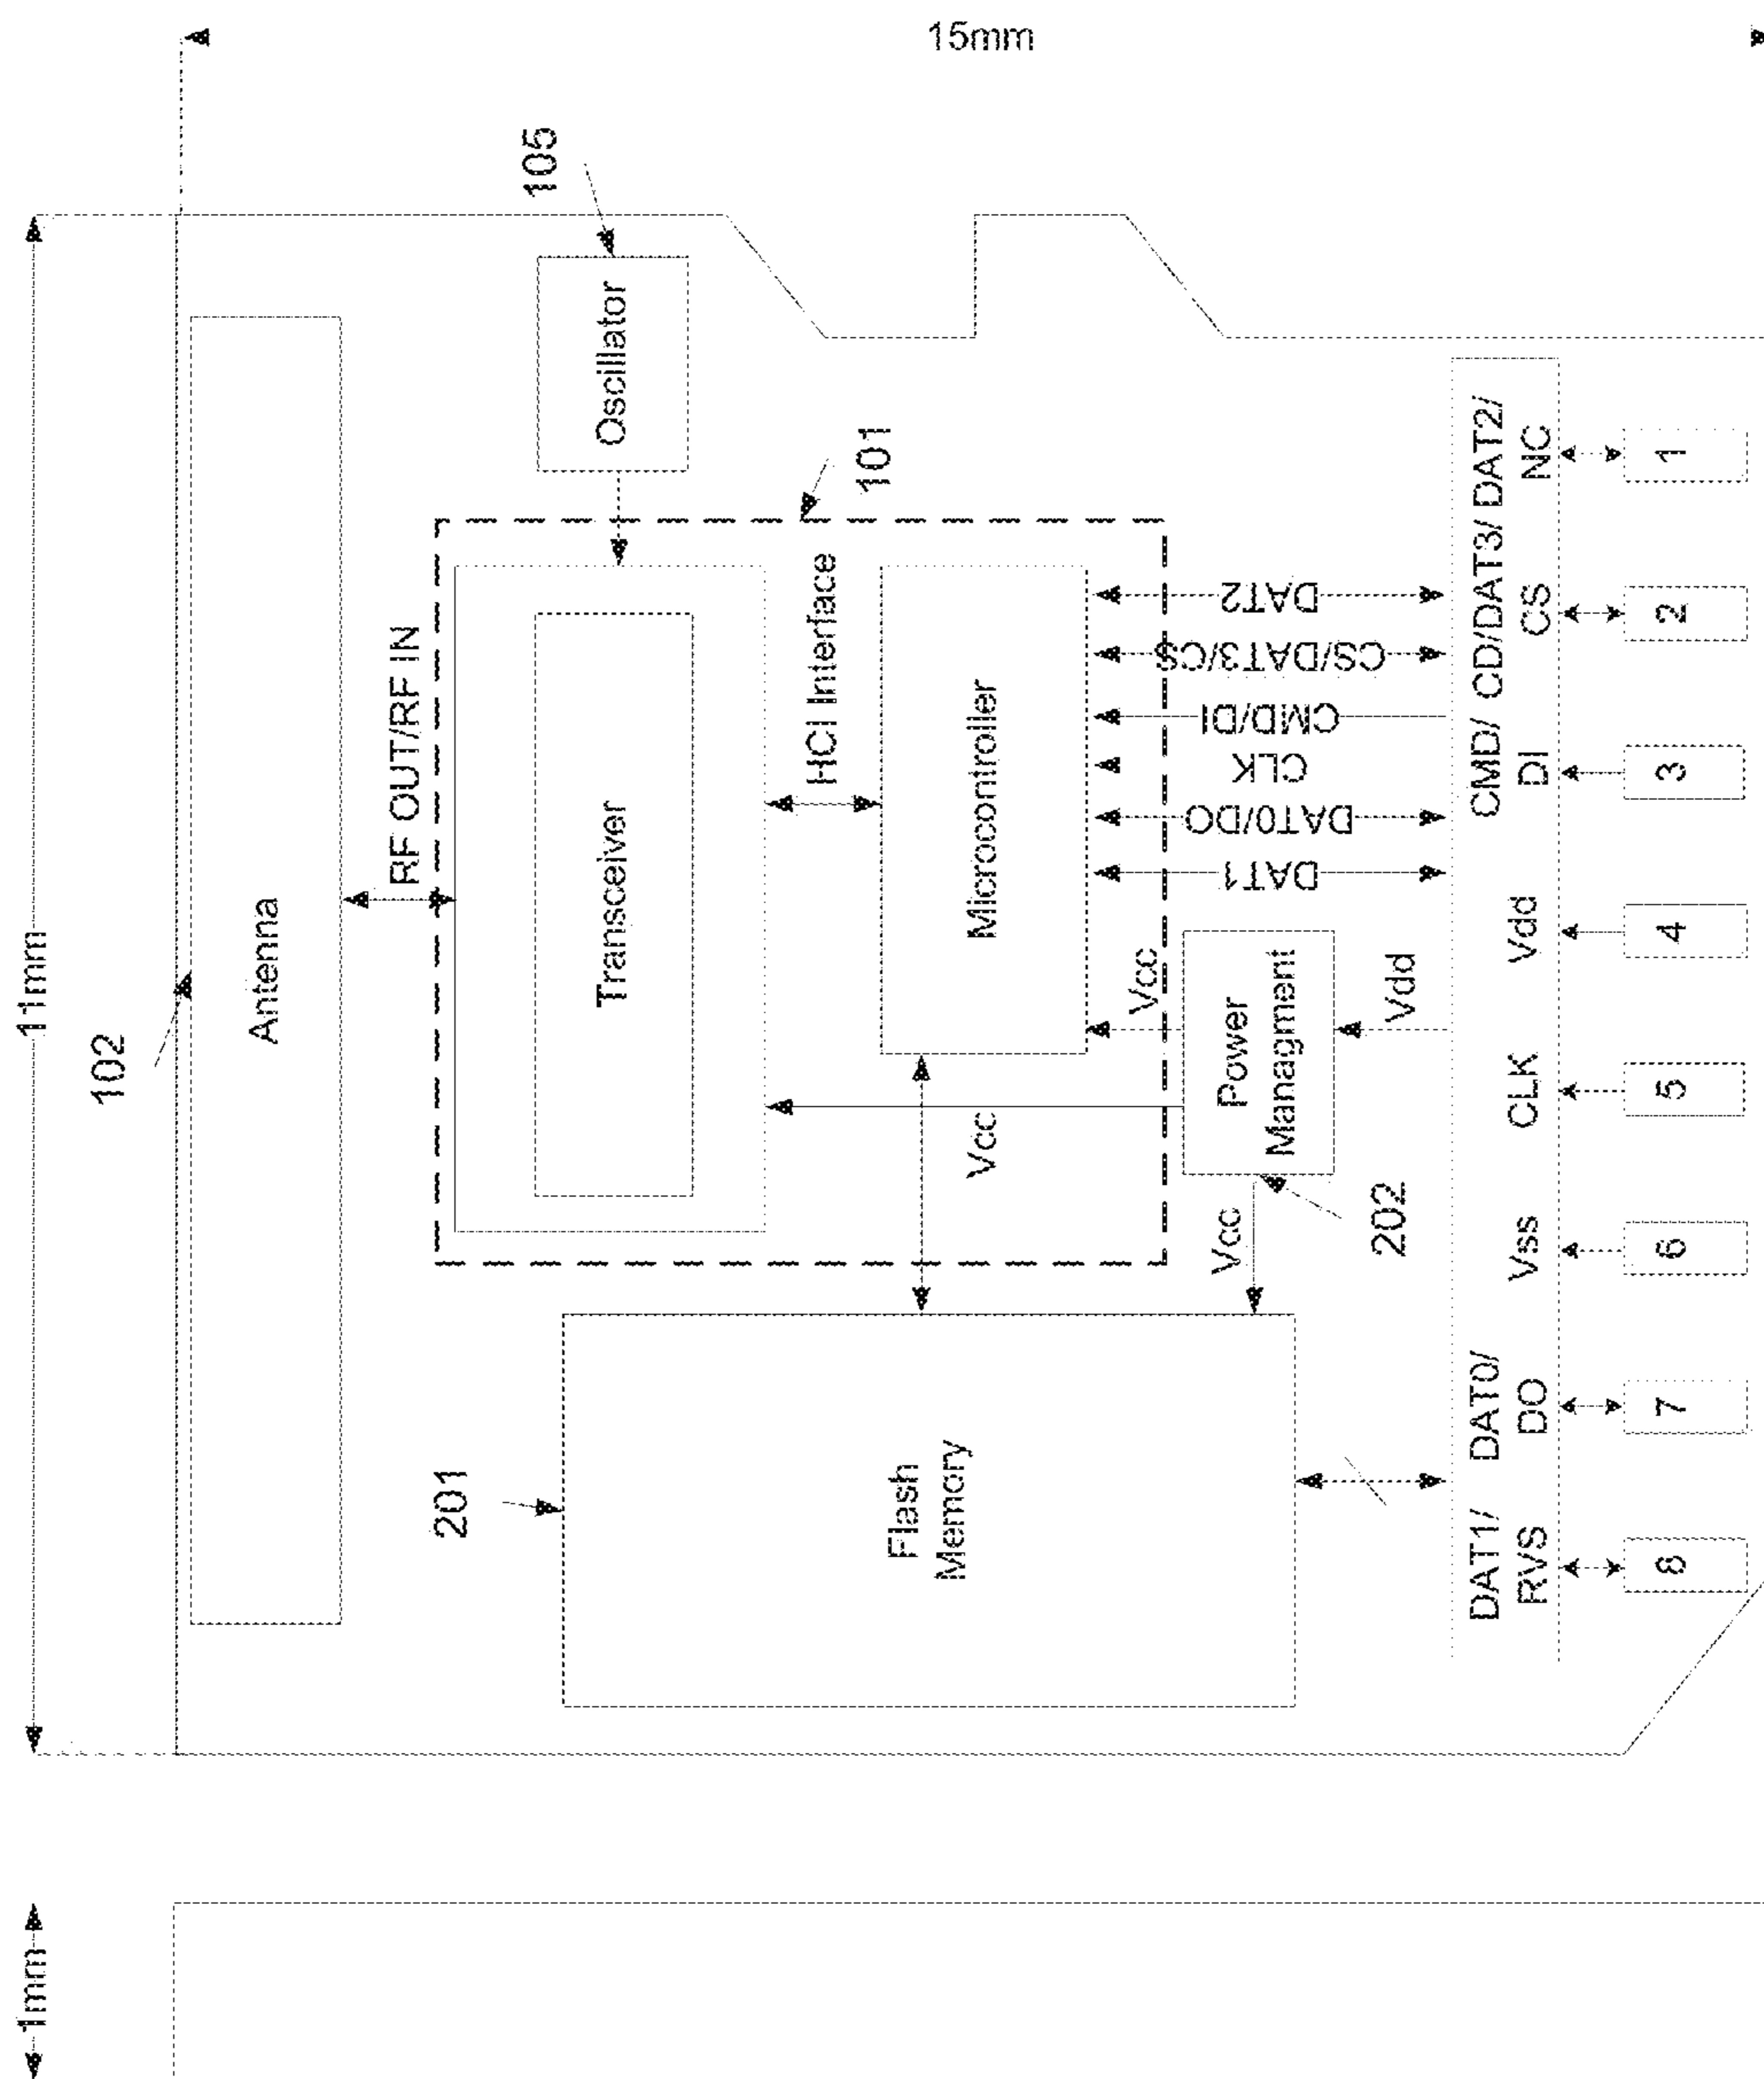 15mm
11mm
1mm
102
Antenna
105
Oscillator
RF OUT/RF IN
101
Transceiver
HCI Interface
Microcontroller
201
Flash
Memory
Vcc
Vcc
Vcc
Power
Managment
202
Vdd
DAT1
DAT0/DO
CLK
CMD/DI
CS/DAT3/CS
DAT2
DAT1/ DAT0/ CMD/ CD/DAT3/ DAT2/
RVS DO Vss CLK Vdd DI CS NC
8 7 6 5 4 3 2 1